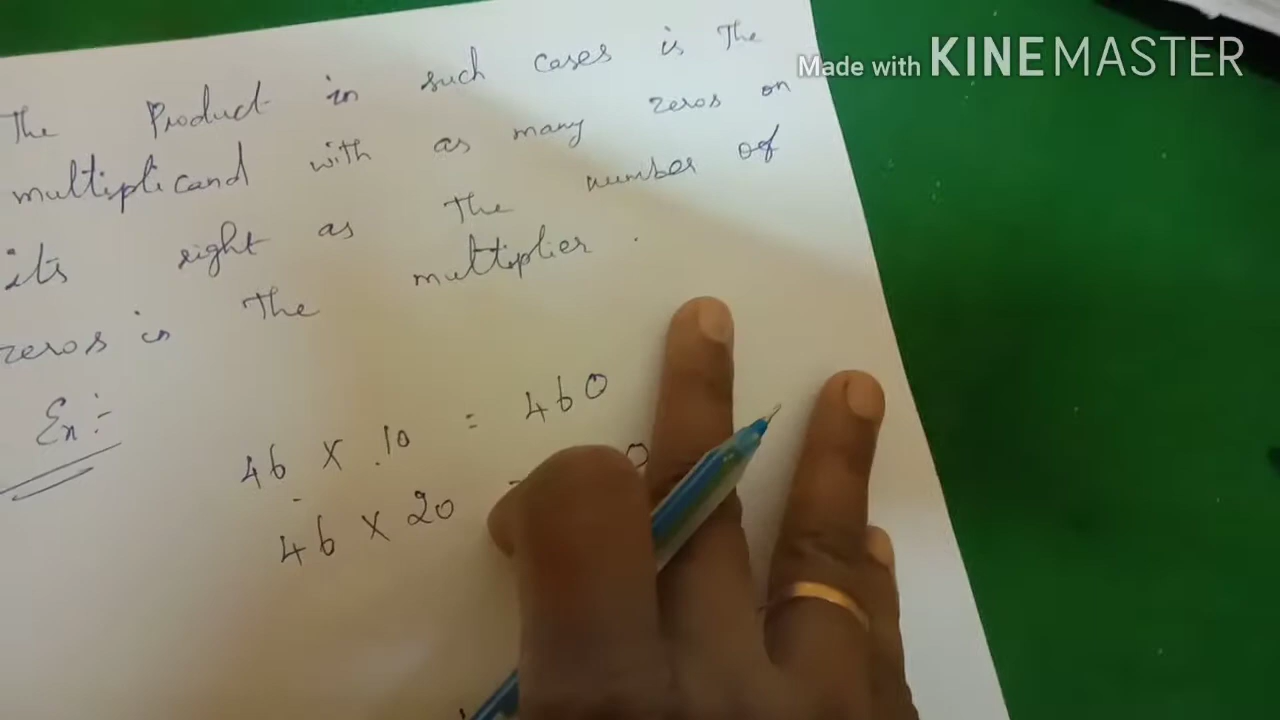 Made with KINEMASTER
The Product in such cases is The
multiplicand with as many zeros on
its right as The number of
zeros in The multiplier .
Ex :-
46 X 10 = 460
46 X 20